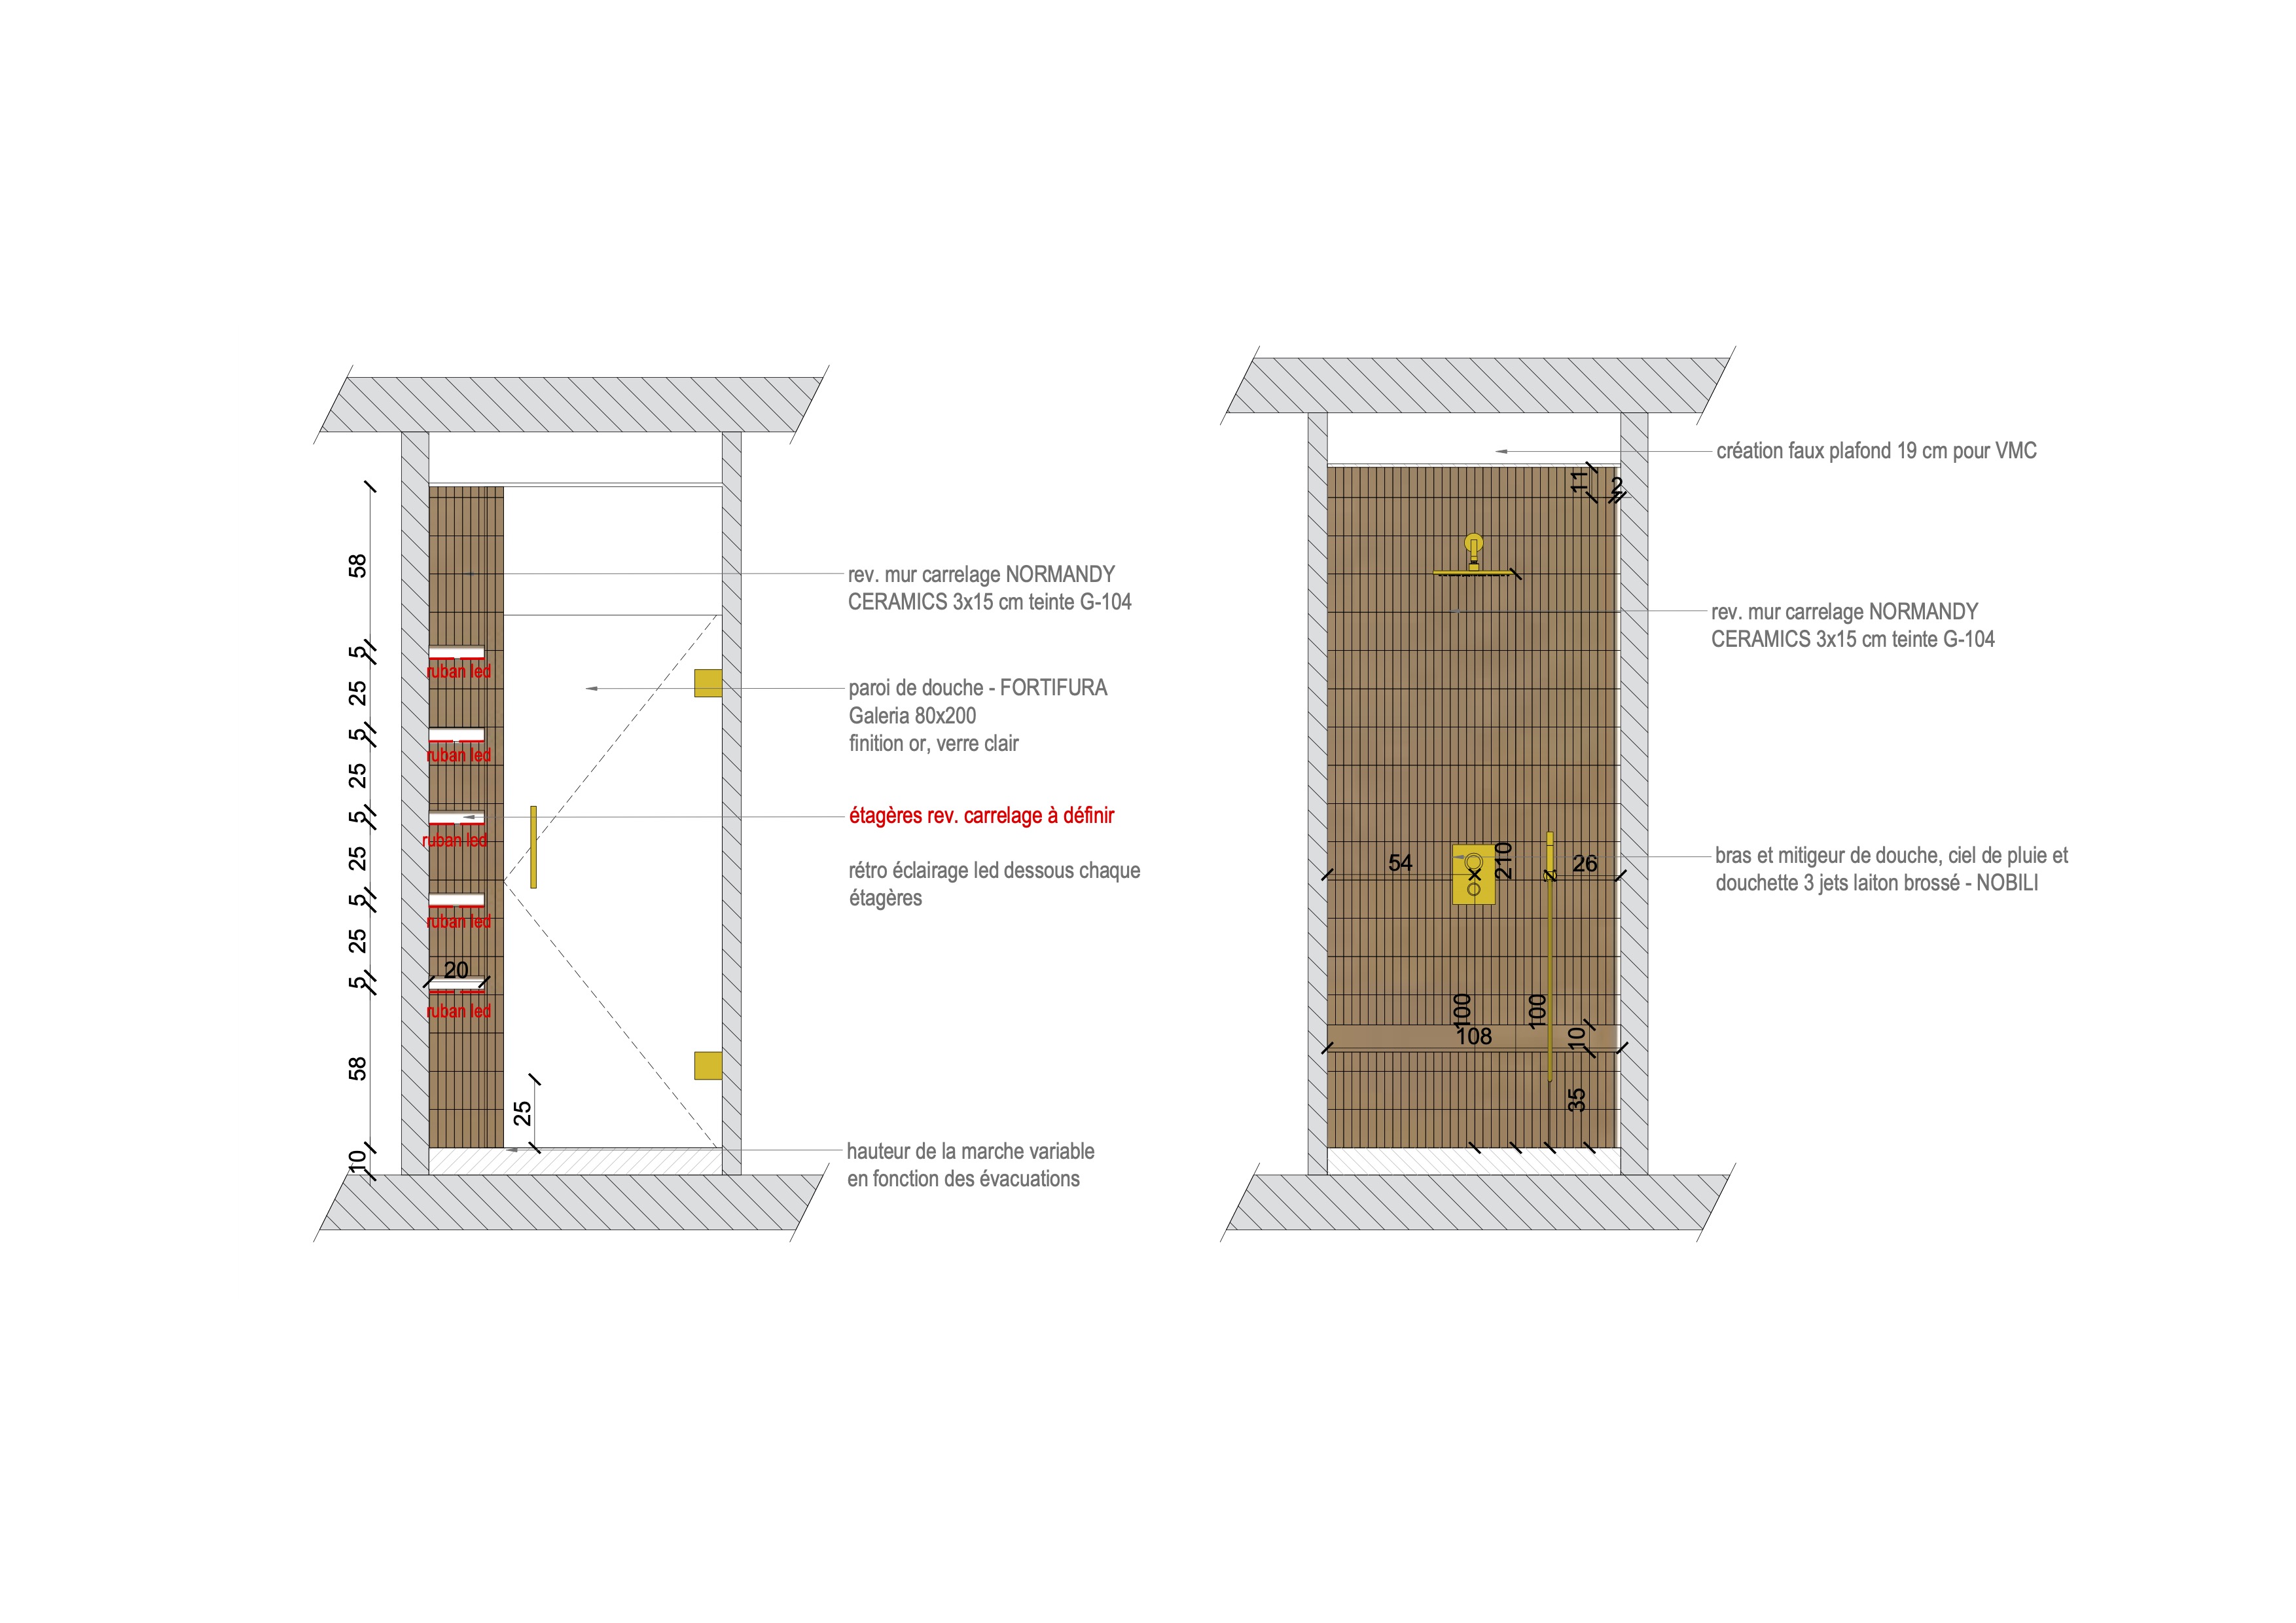 58
5
25
5
25
5
25
5
25
5
58
10
20
25
ruban led
ruban led
ruban led
ruban led
ruban led
rev. mur carrelage NORMANDY
CERAMICS 3x15 cm teinte G-104
paroi de douche - FORTIFURA
Galeria 80x200
finition or, verre clair
étagères rev. carrelage à définir
rétro éclairage led dessous chaque
étagères
hauteur de la marche variable
en fonction des évacuations
création faux plafond 19 cm pour VMC
11
2
rev. mur carrelage NORMANDY
CERAMICS 3x15 cm teinte G-104
54
210
26
bras et mitigeur de douche, ciel de pluie et
douchette 3 jets laiton brossé - NOBILI
100
100
108
10
35